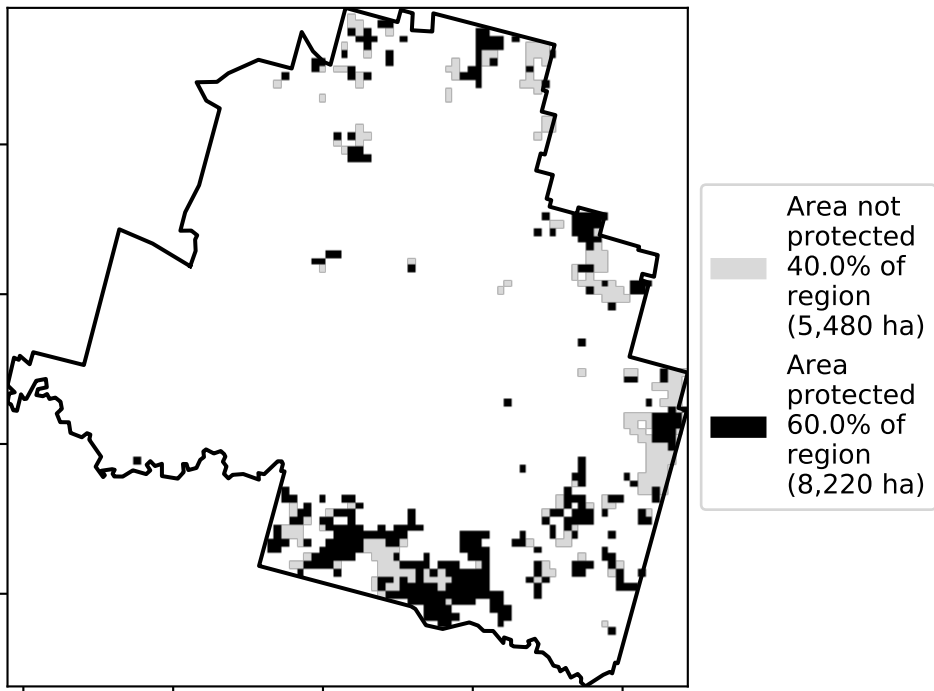 Area not
protected
40.0% of
region
(5,480 ha)
Area
protected
60.0% of
region
(8,220 ha)